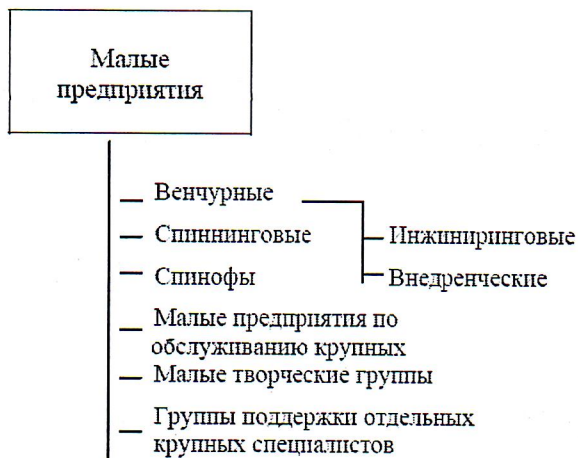 Малые
предприятия
Венчурные
Спиннинговые
Инжиниринговые
Спинофы
Внедренческие
Малые предприятия по
обслуживанию крупных
Малые творческие группы
Группы поддержки отдельных
крупных специалистов